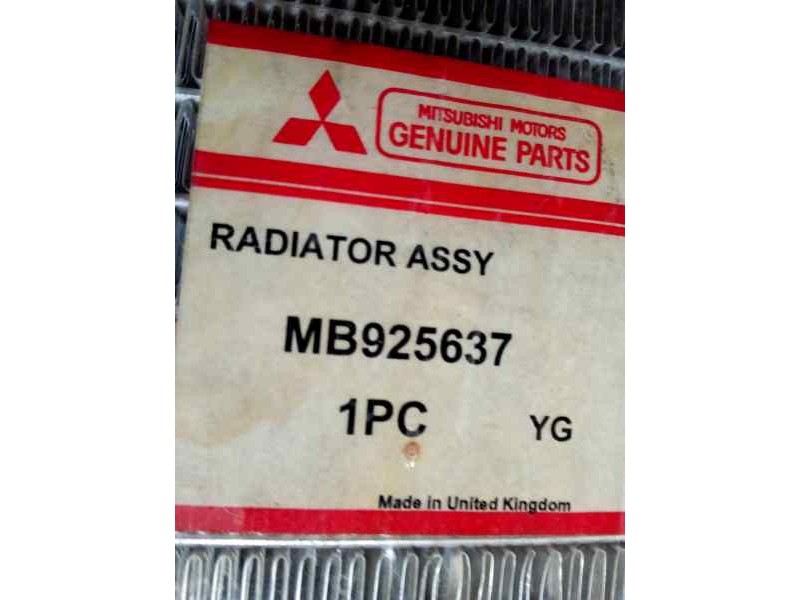 MITSUBISHI MOTORS
GENUINE PARTS
RADIATOR ASSY
MB925637
1PC YG
Made in United Kingdom